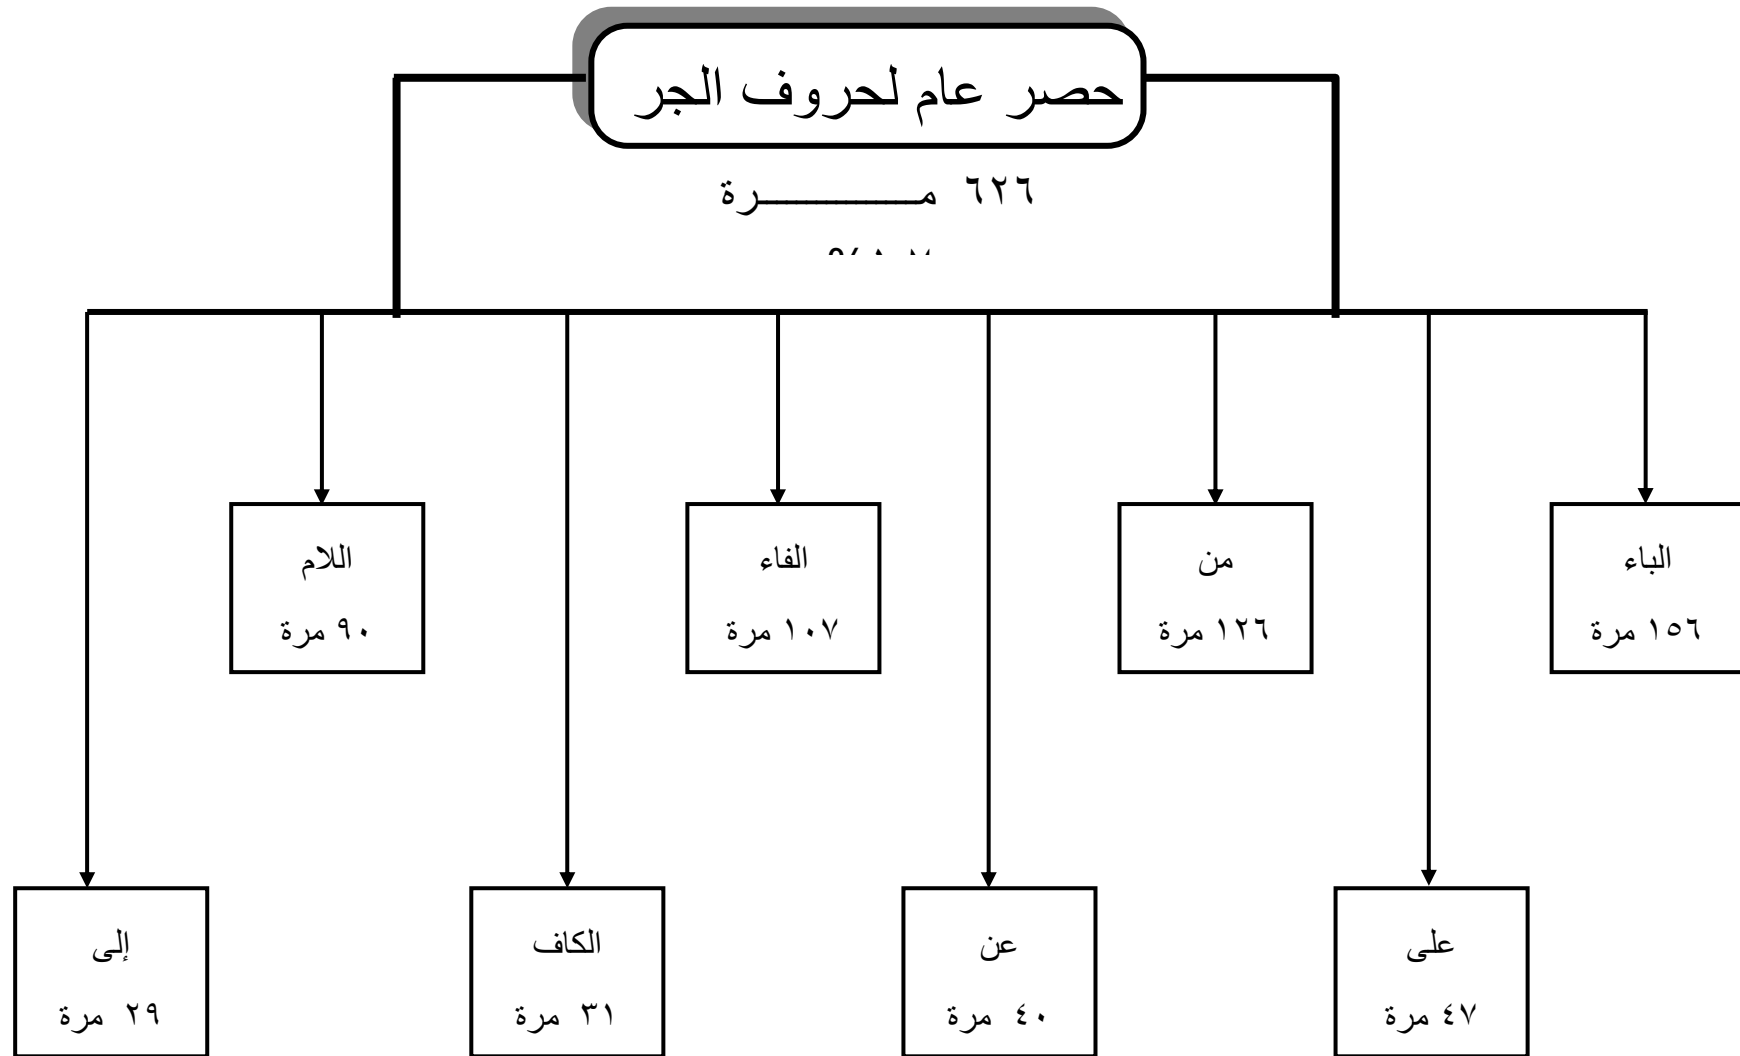 حصر عام لحروف الجر
٦٢٦ مـــــــــــــرة
الباء
١٥٦ مرة
من
١٢٦ مرة
الفاء
١٠٧ مرة
اللام
٩٠ مرة
على
٤٧ مرة
عن
٤٠ مرة
الكاف
٣١ مرة
إلى
٢٩ مرة